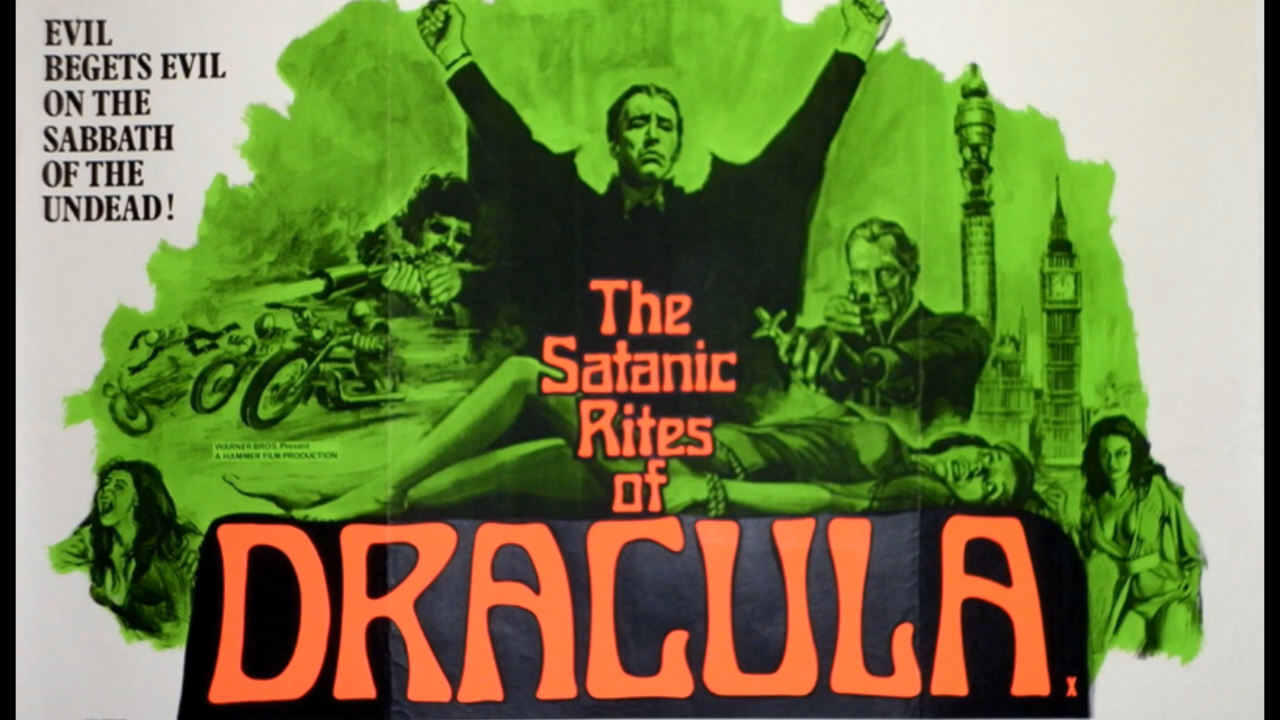 EVIL
BEGETS EVIL
ON THE
SABBATH
OF THE
UNDEAD!
The
Satanic
Rites
of
WARNER BROS. Present
A HAMMER FILM PRODUCTION
DRACULA
x